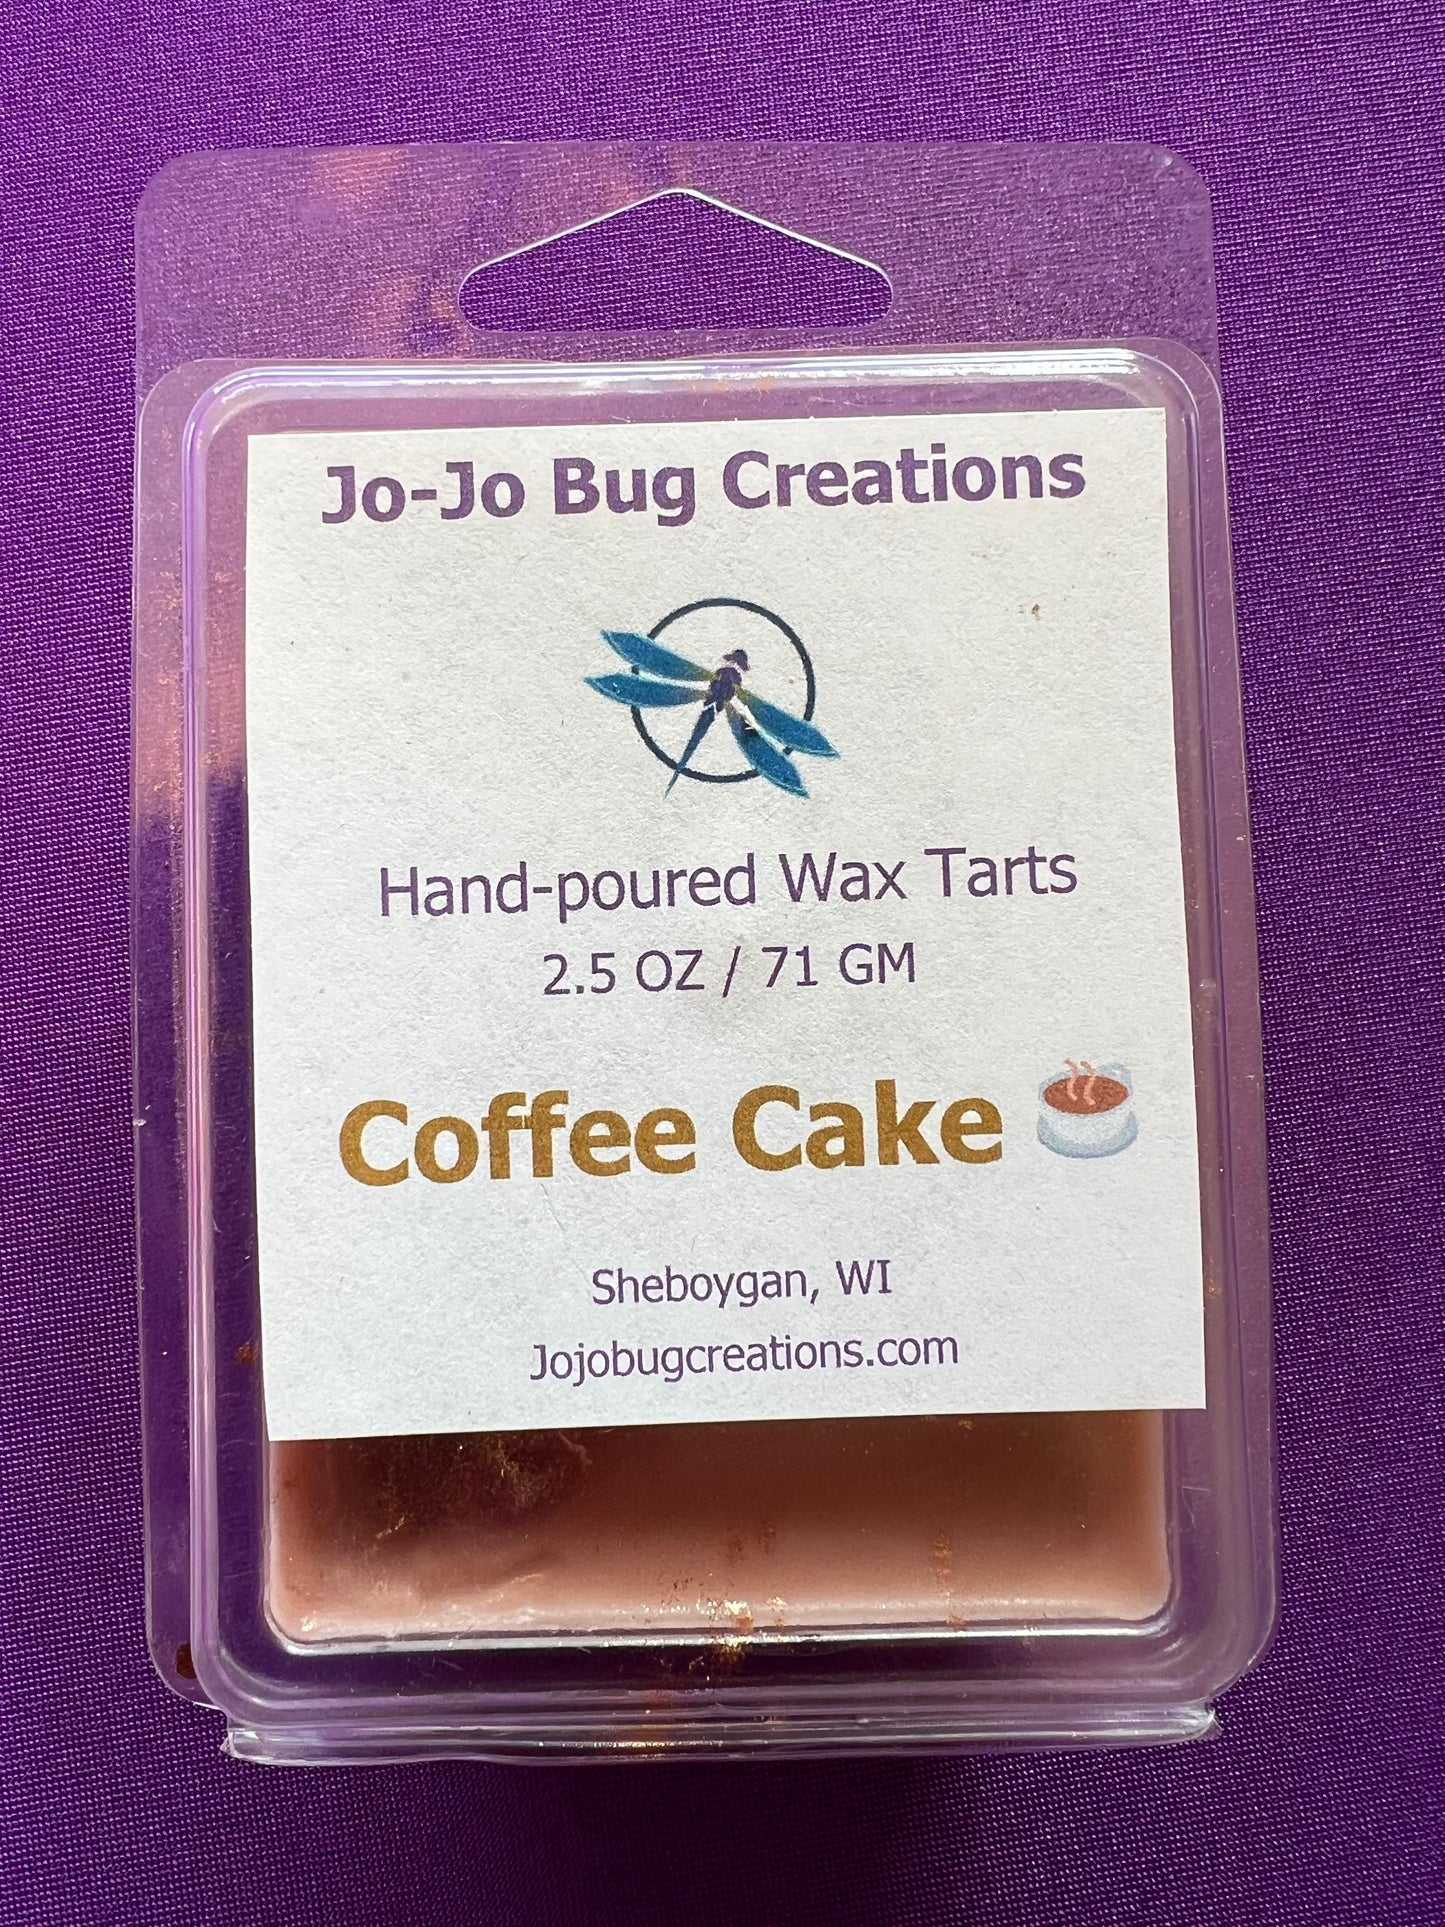 Jo-Jo Bug Creations
Hand-poured Wax Tarts
2.5 OZ / 71 GM
Coffee Cake
Sheboygan, WI
Jojobugcreations.com